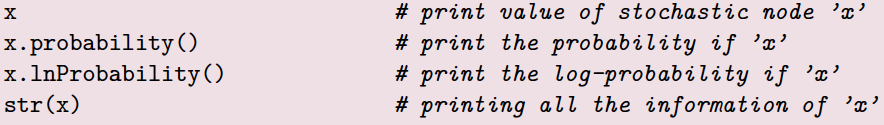 x # print value of stochastic node 'x'
x.probability() # print the probability if 'x'
x.lnProbability() # print the log-probability if 'x'
str(x) # printing all the information of 'x'